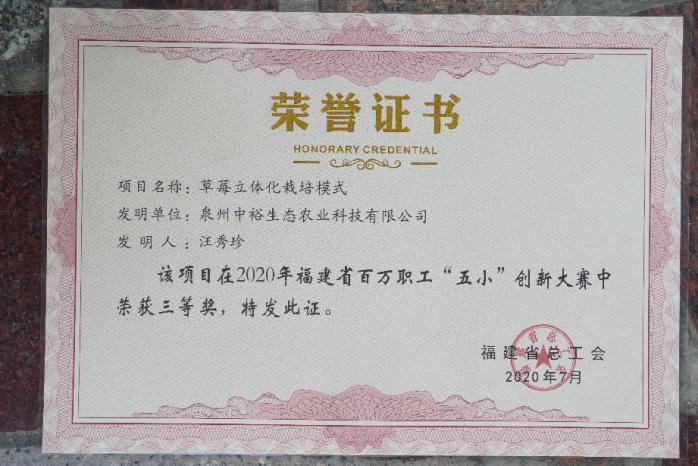 荣誉证书
HONORARY CREDENTIAL
项目名称：草莓立体化栽培模式
发明单位：泉州中裕生态农业科技有限公司
发明人：汪秀珍
该项目在2020年福建省百万职工“五小”创新大赛中
荣获三等奖，特发此证。
福建省总工会
2020年7月